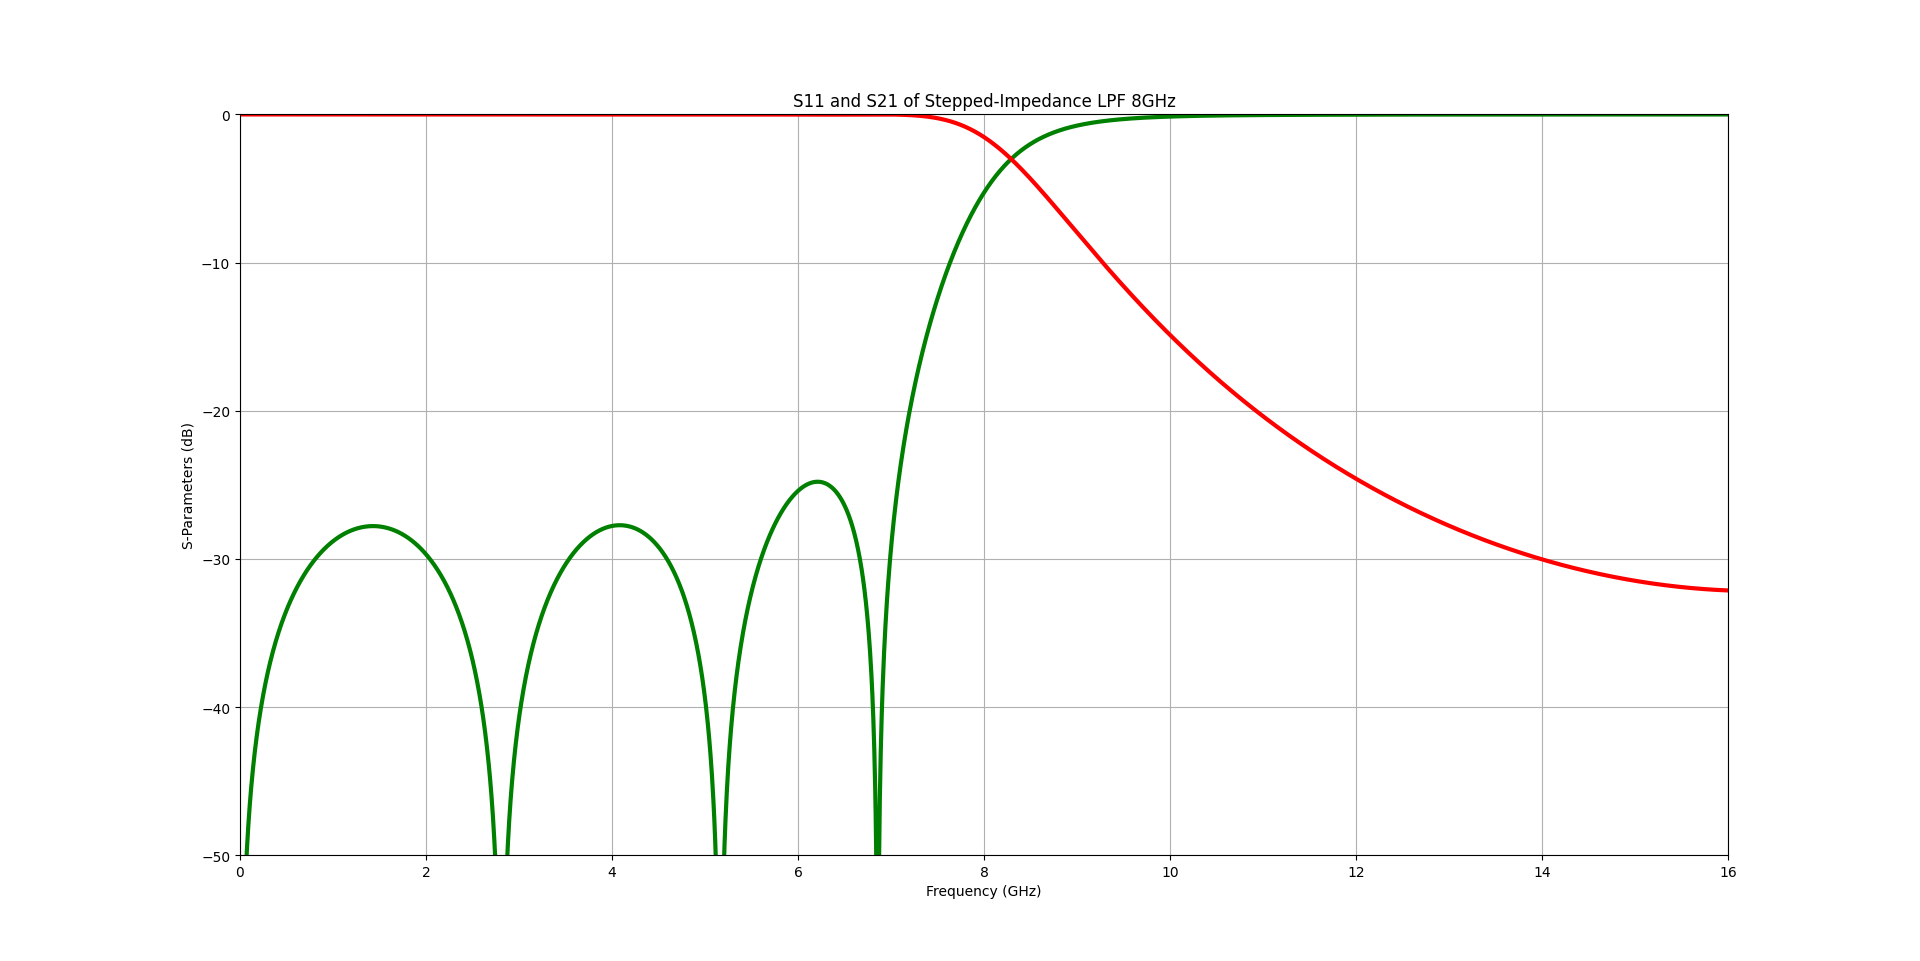 S11 and S21 of Stepped-Impedance LPF 8GHz
0
−10
−20
−30
−40
−50
S-Parameters (dB)
0 2 4 6 8 10 12 14 16
Frequency (GHz)